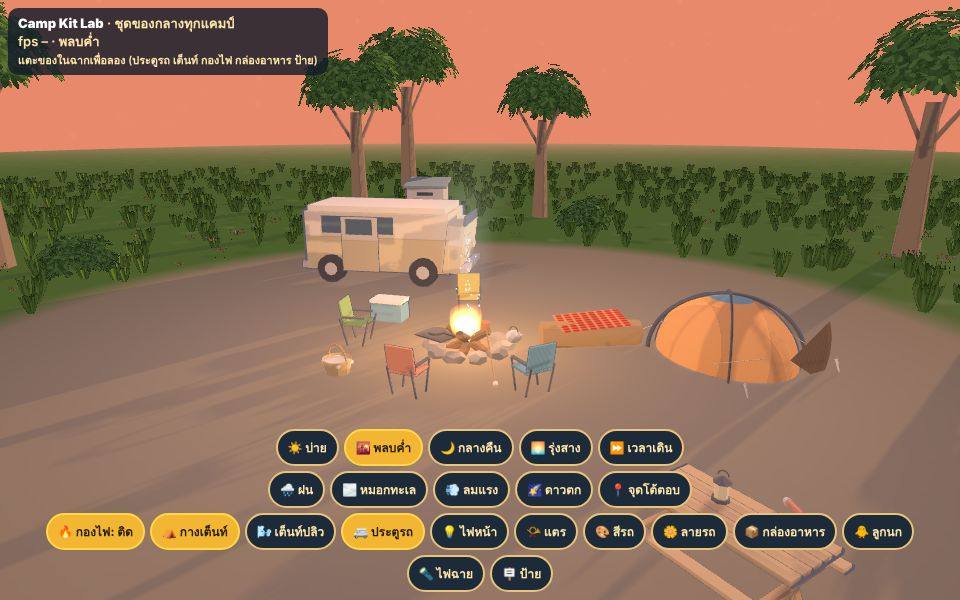 Camp Kit Lab · ชุดของกลางทุกแคมป์
fps – · พลบค่ำ
แตะของในฉากเพื่อลอง (ประตูรถ เต็นท์ กองไฟ กล่องอาหาร ป้าย)
บ่าย พลบค่ำ กลางคืน รุ่งสาง เวลาเดิน
ฝน หมอกทะเล ลมแรง ดาวตก จุดโต้ตอบ
กองไฟ: ติด กางเต็นท์ เต็นท์ปลิว ประตูรถ ไฟหน้า แตร สีรถ ลายรถ กล่องอาหาร ลูกนก
ไฟฉาย ป้าย